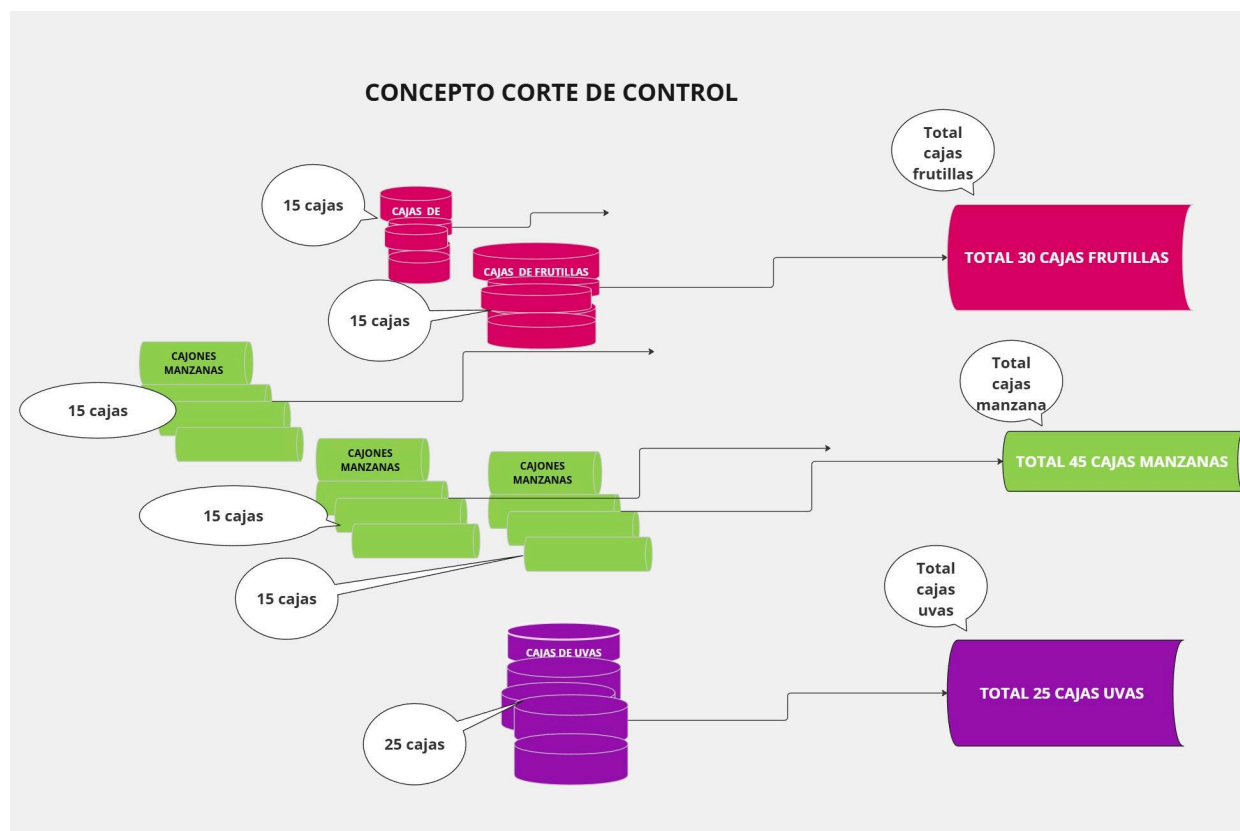 CONCEPTO CORTE DE CONTROL
Total
cajas
frutillas
15 cajas
CAJAS DE
TOTAL 30 CAJAS FRUTILLAS
CAJAS DE FRUTILLAS
15 cajas
CAJONES
MANZANAS
15 cajas
Total
cajas
manzana
CAJONES
MANZANAS
CAJONES
MANZANAS
TOTAL 45 CAJAS MANZANAS
15 cajas
15 cajas
Total
cajas
uvas
CAJAS DE UVAS
TOTAL 25 CAJAS UVAS
25 cajas